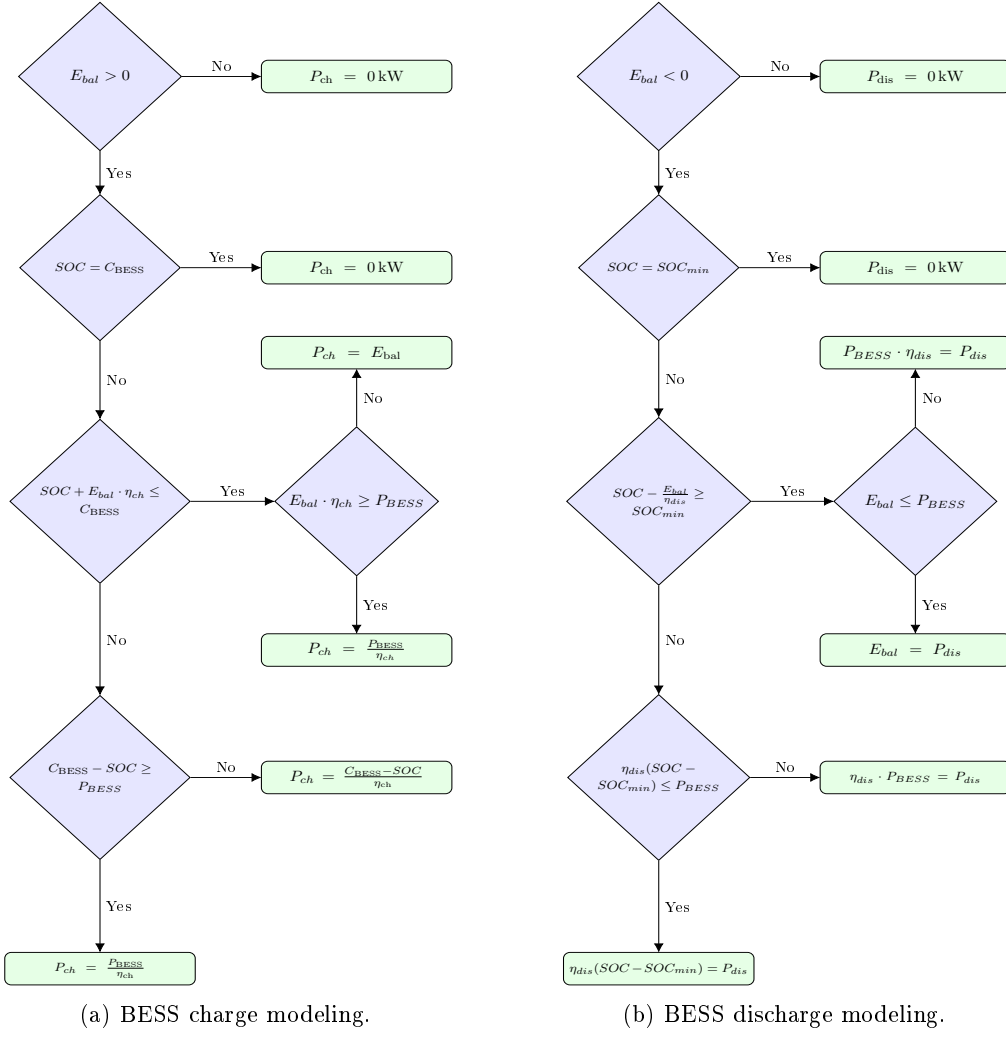 E_{bal} > 0
No
P_{ch} = 0 kW
Yes
SOC = C_{BESS}
Yes
P_{ch} = 0 kW
No
P_{ch} = E_{bal}
No
SOC + E_{bal} · η_{ch} ≤
C_{BESS}
Yes
E_{bal} · η_{ch} ≥ P_{BESS}
Yes
P_{ch} = \frac{P_{BESS}}{η_{ch}}
No
C_{BESS} − SOC ≥
P_{BESS}
No
P_{ch} = \frac{C_{BESS}−SOC}{η_{ch}}
Yes
P_{ch} = \frac{P_{BESS}}{η_{ch}}
(a) BESS charge modeling.
E_{bal} < 0
No
P_{dis} = 0 kW
Yes
SOC = SOC_{min}
Yes
P_{dis} = 0 kW
No
P_{BESS} · η_{dis} = P_{dis}
No
SOC − \frac{E_{bal}}{η_{dis}} ≥
SOC_{min}
Yes
E_{bal} ≤ P_{BESS}
Yes
E_{bal} = P_{dis}
No
η_{dis}(SOC −
SOC_{min}) ≤ P_{BESS}
No
η_{dis} · P_{BESS} = P_{dis}
Yes
η_{dis}(SOC − SOC_{min}) = P_{dis}
(b) BESS discharge modeling.